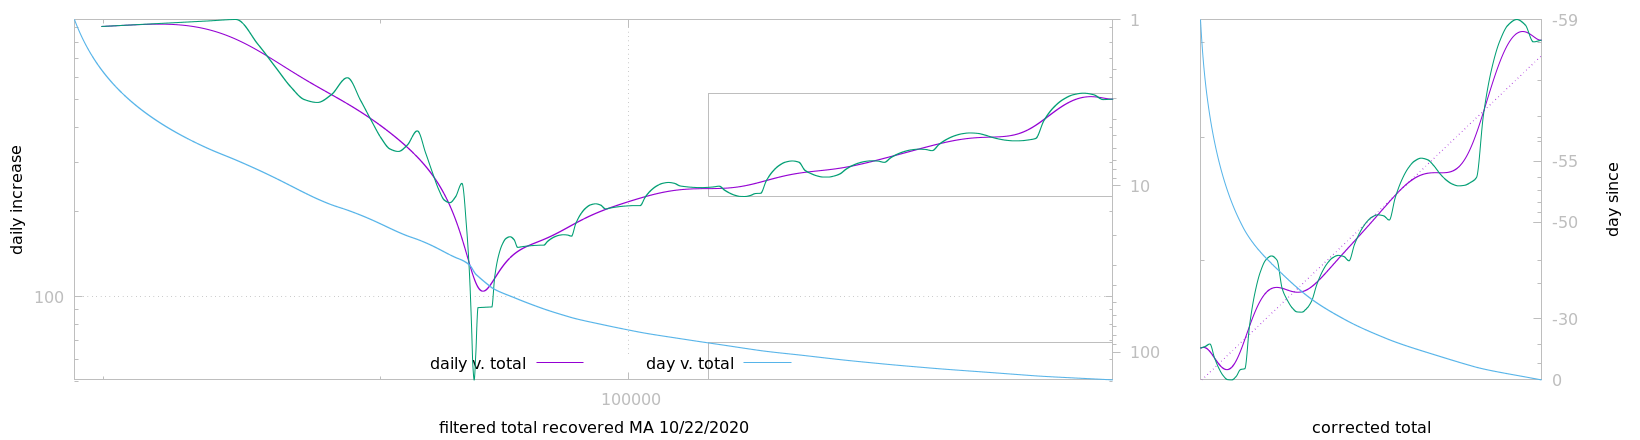 1
-59
daily increase
-55
day since
10
-50
100
-30
daily v. total
day v. total
100
0
100000
filtered total recovered MA 10/22/2020
corrected total